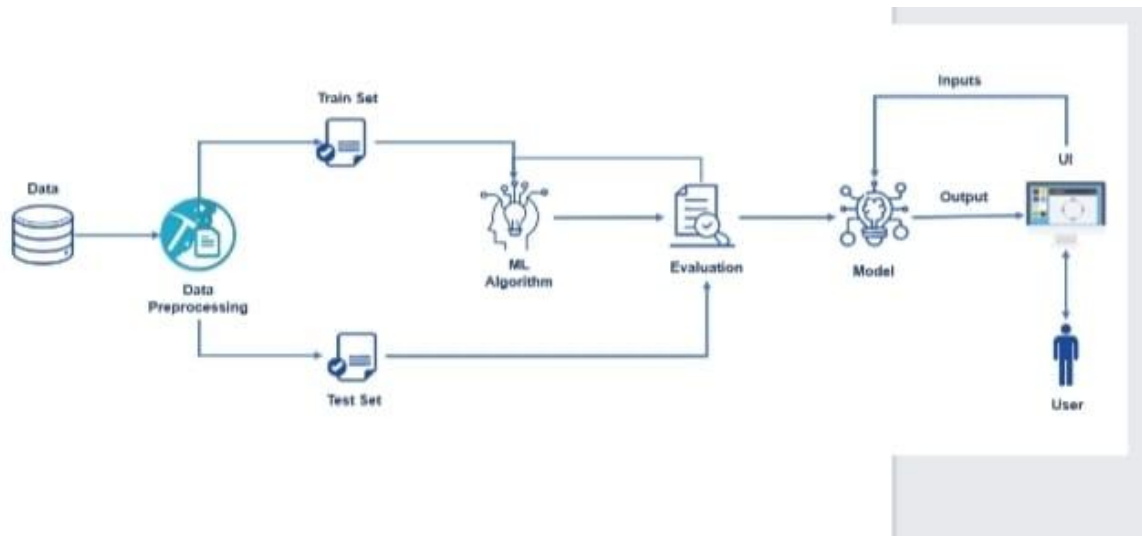 Data
Data
Preprocessing
Train Set
Test Set
ML
Algorithm
Evaluation
Model
Inputs
Output
UI
User